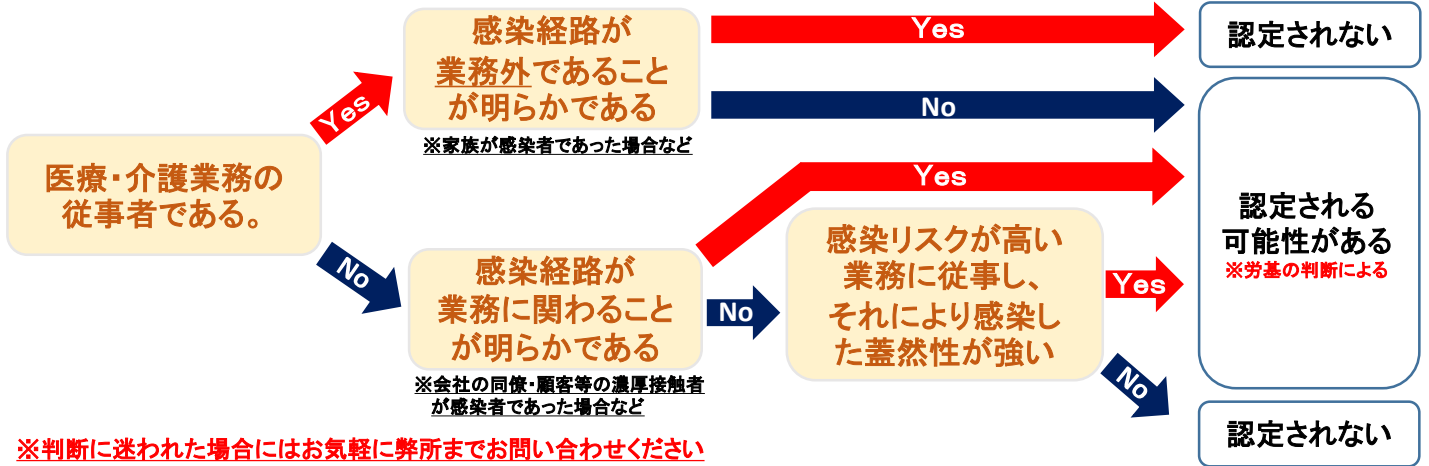 医療・介護業務の
従事者である。
Yes
感染経路が
業務外であること
が明らかである
※家族が感染者であった場合など
Yes
認定されない
No
No
感染経路が
業務に関わること
が明らかである
※会社の同僚・顧客等の濃厚接触者
が感染者であった場合など
Yes
No
感染リスクが高い
業務に従事し、
それにより感染し
た蓋然性が強い
Yes
認定される
可能性がある
※労基の判断による
No
認定されない
※判断に迷われた場合にはお気軽に弊所までお問い合わせください